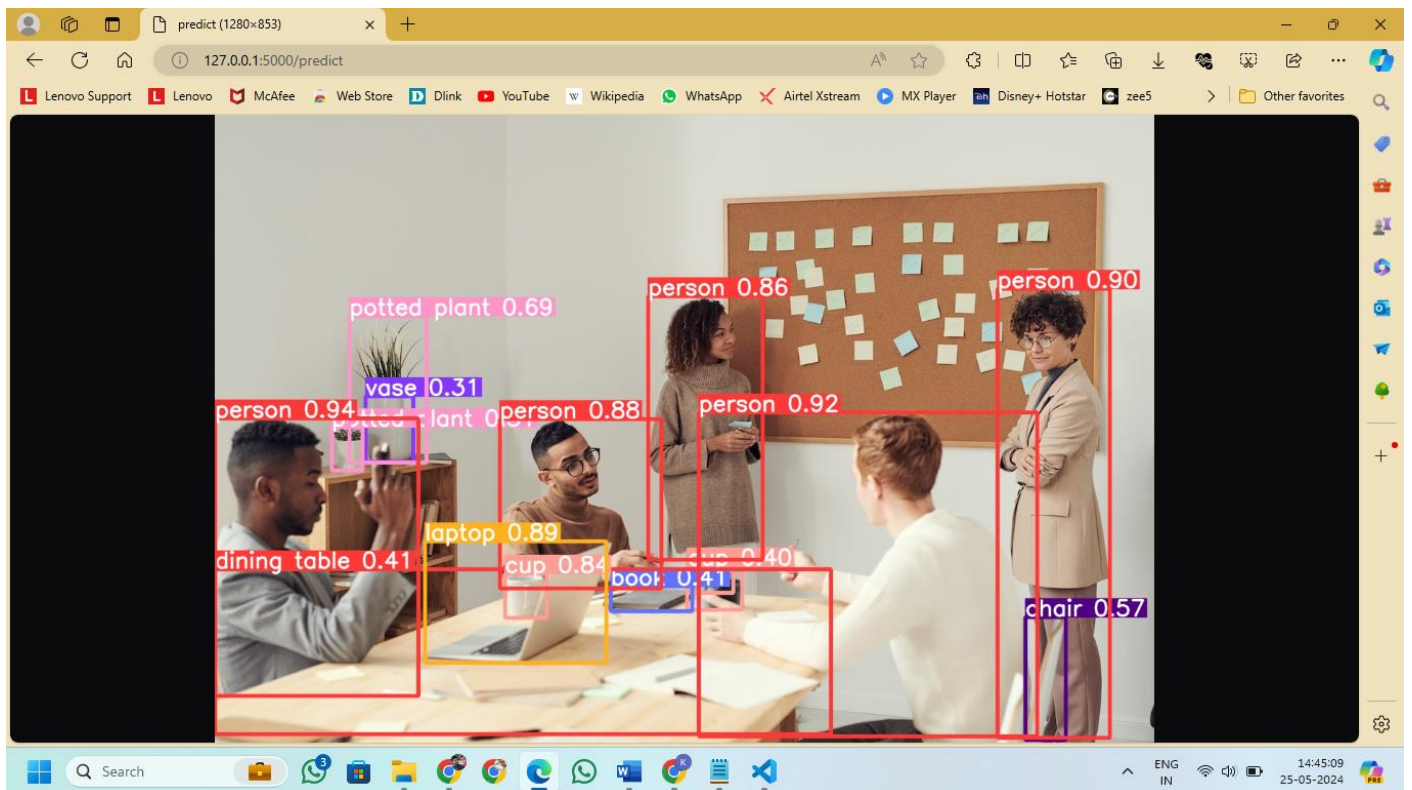 predict (1280×853)
127.0.0.1:5000/predict
Lenovo Support
Lenovo
McAfee
Web Store
Dlink
YouTube
Wikipedia
WhatsApp
Airtel Xstream
MX Player
Disney+ Hotstar
zee5
Other favorites
person 0.86
person 0.90
potted plant 0.69
vase 0.31
person 0.94
potted plant
person 0.88
person 0.92
laptop 0.89
dining table 0.41
cup 0.84
cup 0.40
book 0.41
chair 0.57
Search
3
K
ENG
IN
14:45:09
25-05-2024
PRE